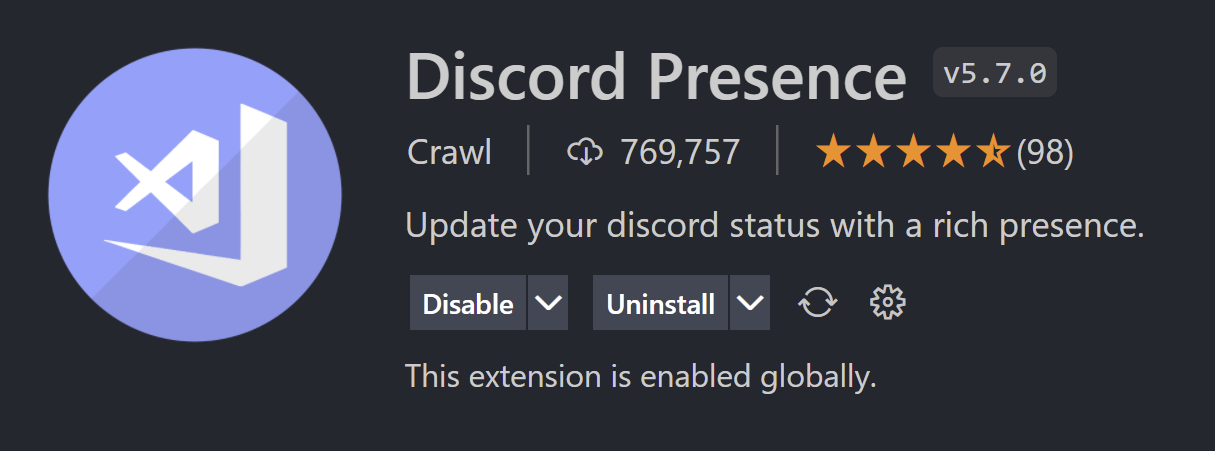 Discord Presence v5.7.0
Crawl 769,757 (98)
Update your discord status with a rich presence.
Disable Uninstall
This extension is enabled globally.